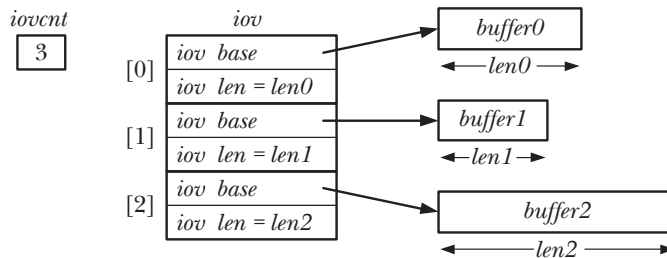 iovcnt
3
iov
[0]
iov base
iov len = len0
[1]
iov base
iov len = len1
[2]
iov base
iov len = len2
buffer0
len0
buffer1
len1
buffer2
len2